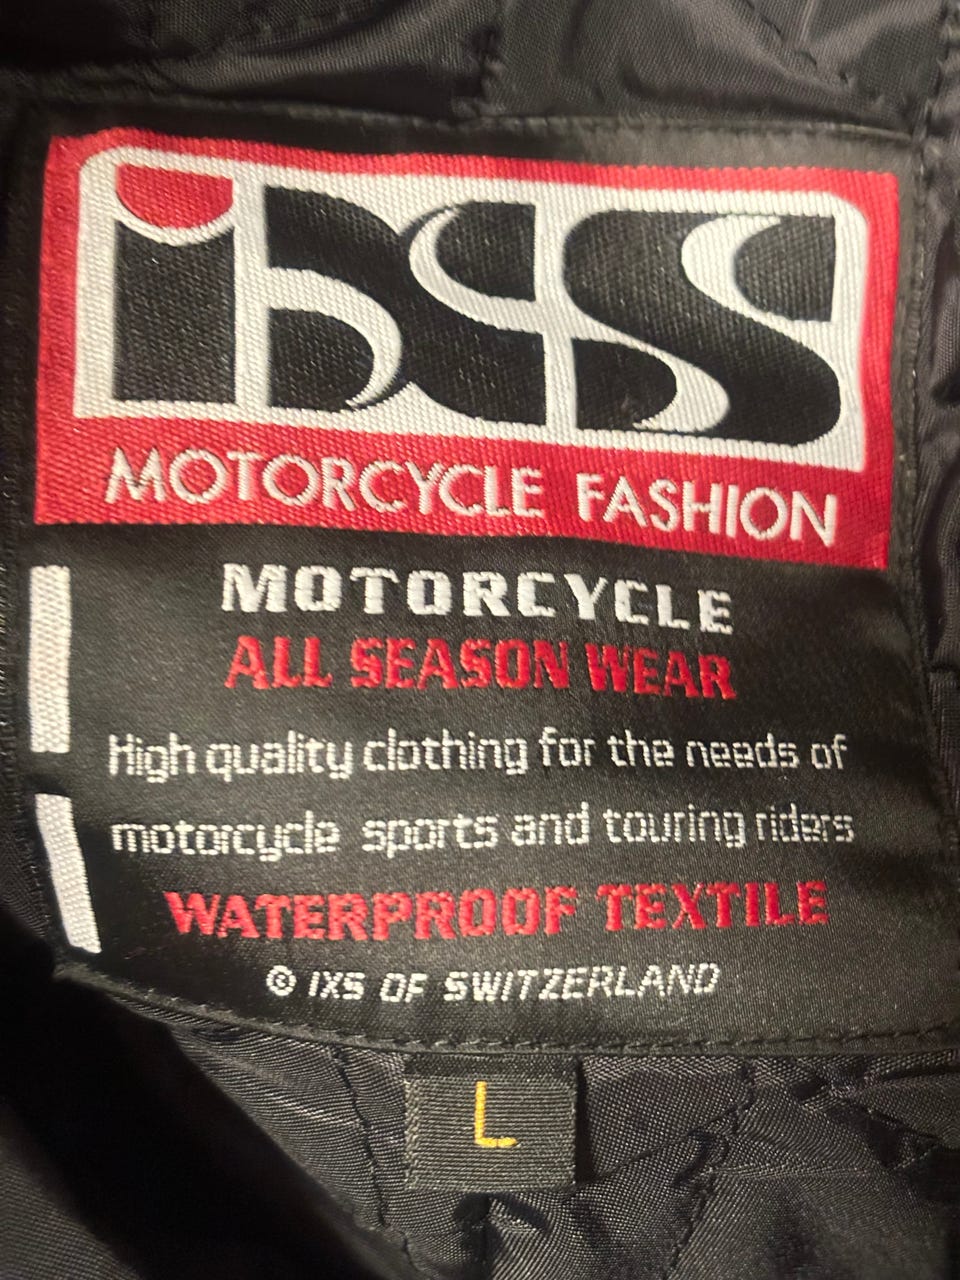 iXS
MOTORCYCLE FASHION
MOTORCYCLE
ALL SEASON WEAR
High quality clothing for the needs of
motorcycle sports and touring riders
WATERPROOF TEXTILE
© IXS OF SWITZERLAND
L